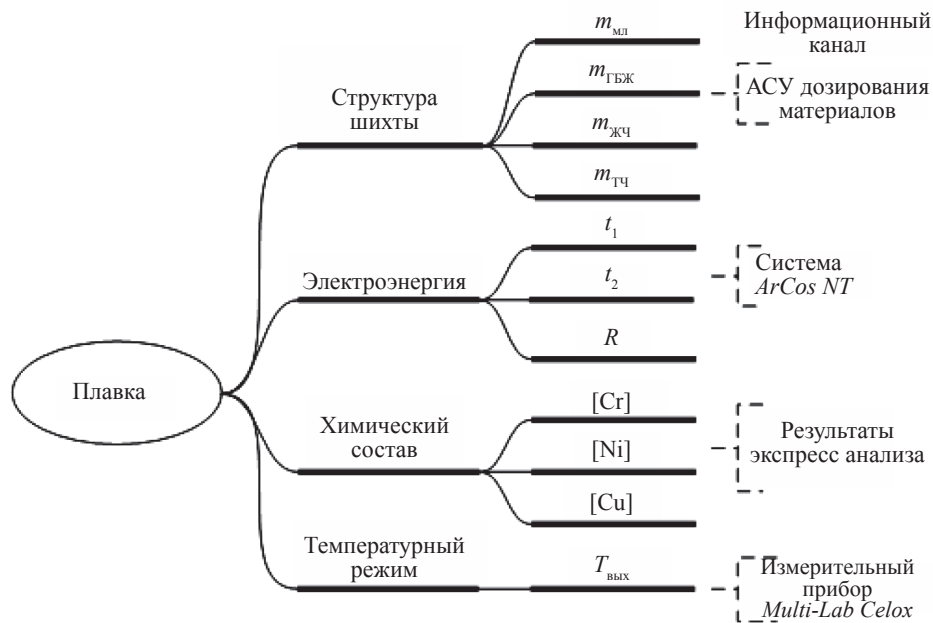 Информационный
канал
m_мл
m_ГБЖ
АСУ дозирования
материалов
Структура
шихты
m_ЖЧ
m_ТЧ
t_1
Электроэнергия
t_2
Система
ArCos NT
R
Плавка
[Cr]
Химический
состав
[Ni]
Результаты
экспресс анализа
[Cu]
Температурный
режим
T_вых
Измерительный
прибор
Multi-Lab Celox